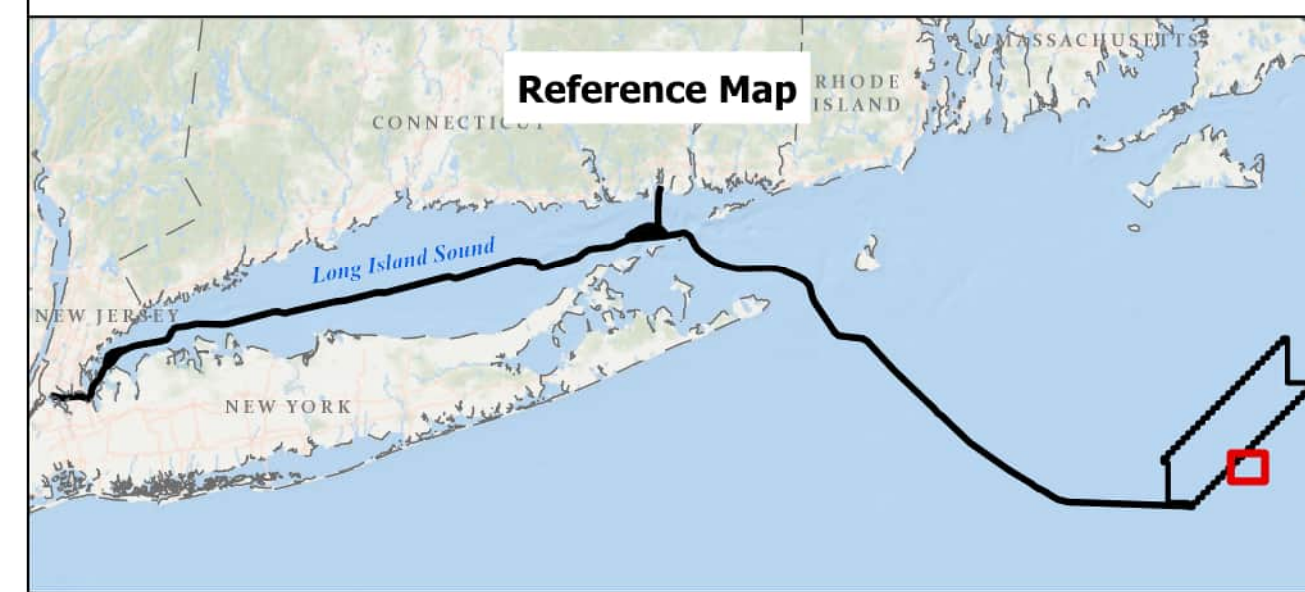 MASSACHUSETTS
Reference Map
RHODE
ISLAND
CONNECTICUT
Long Island Sound
NEW JERSEY
NEW YORK